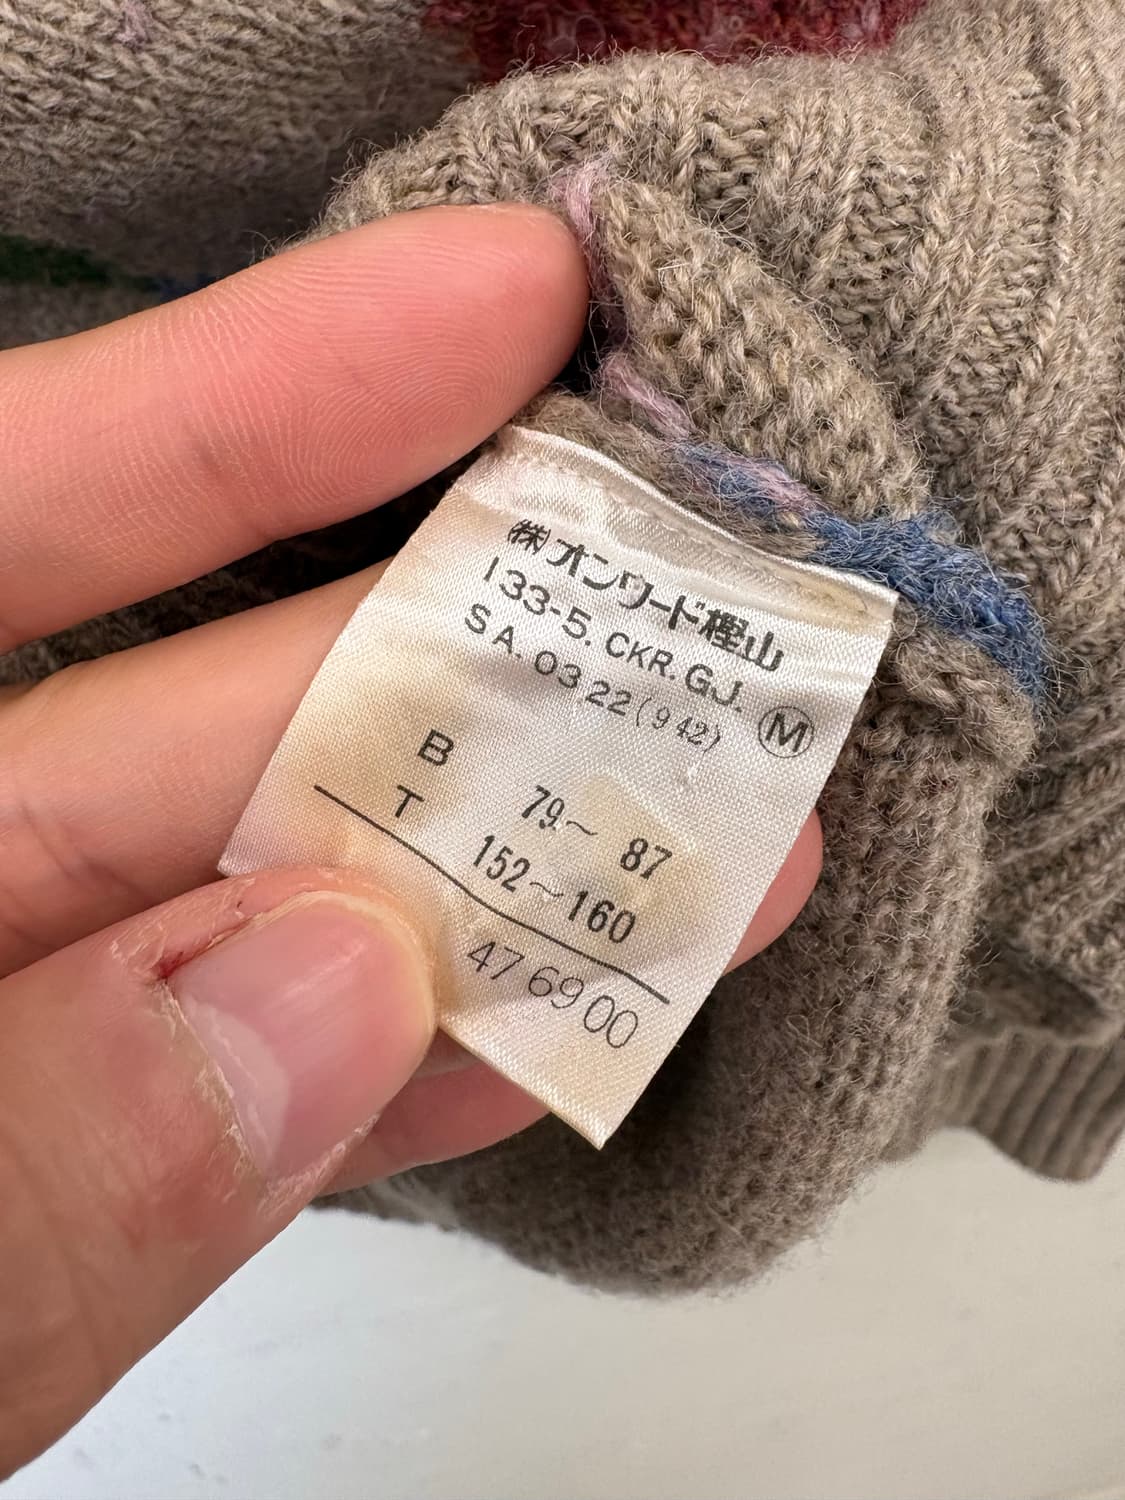 ㈱オンワード樫山
133-5. CKR. GJ.
SA. 03 22 (942) Ⓜ
B 79~ 87
T 152~160
47 69 00